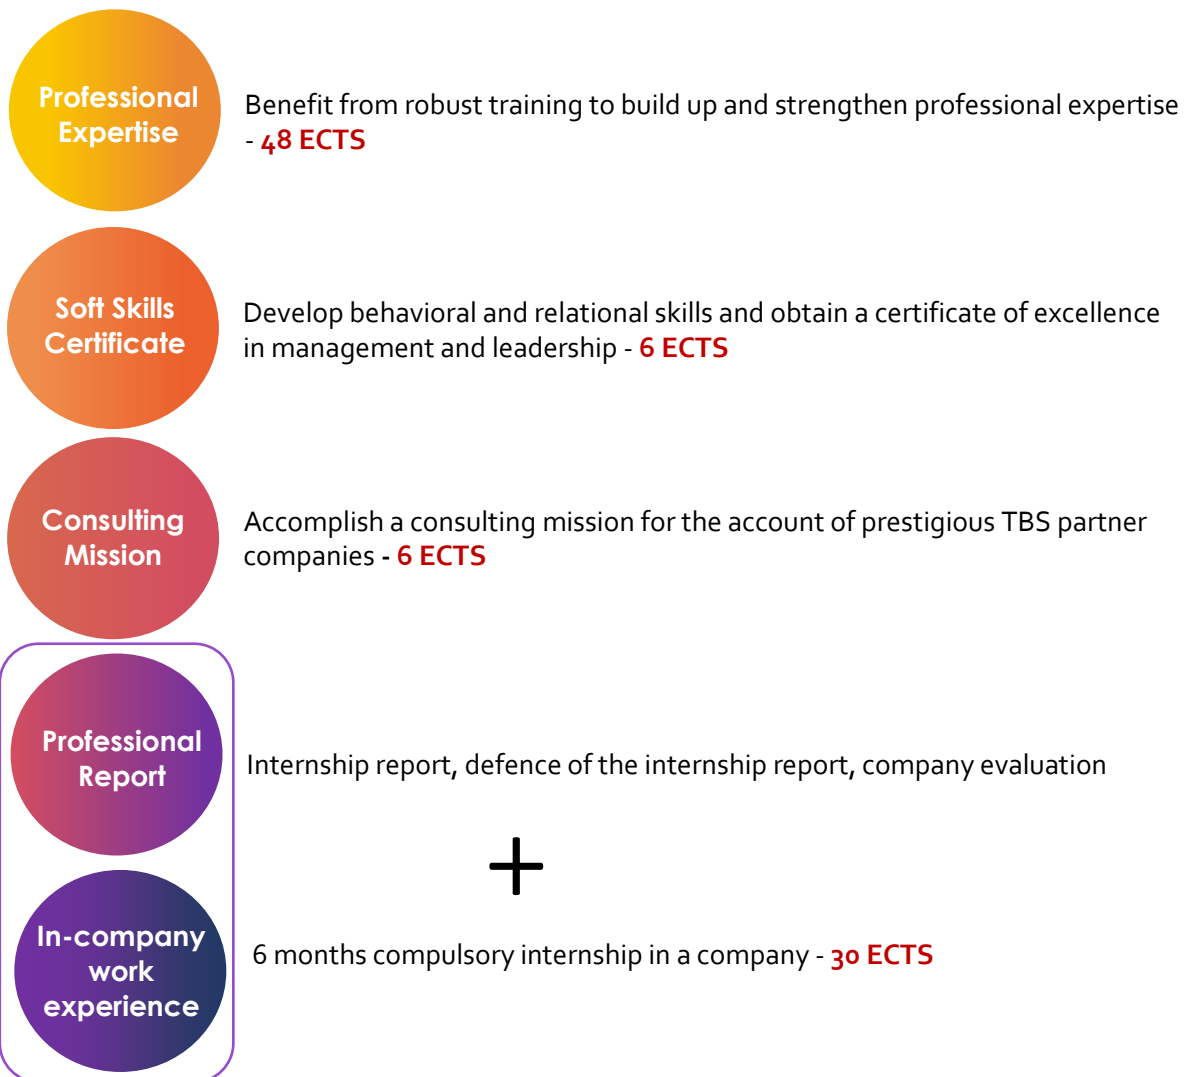 Professional
Expertise
Benefit from robust training to build up and strengthen professional expertise
- 48 ECTS
Soft Skills
Certificate
Develop behavioral and relational skills and obtain a certificate of excellence
in management and leadership - 6 ECTS
Consulting
Mission
Accomplish a consulting mission for the account of prestigious TBS partner
companies - 6 ECTS
Professional
Report
Internship report, defence of the internship report, company evaluation
+
In-company
work
experience
6 months compulsory internship in a company - 30 ECTS